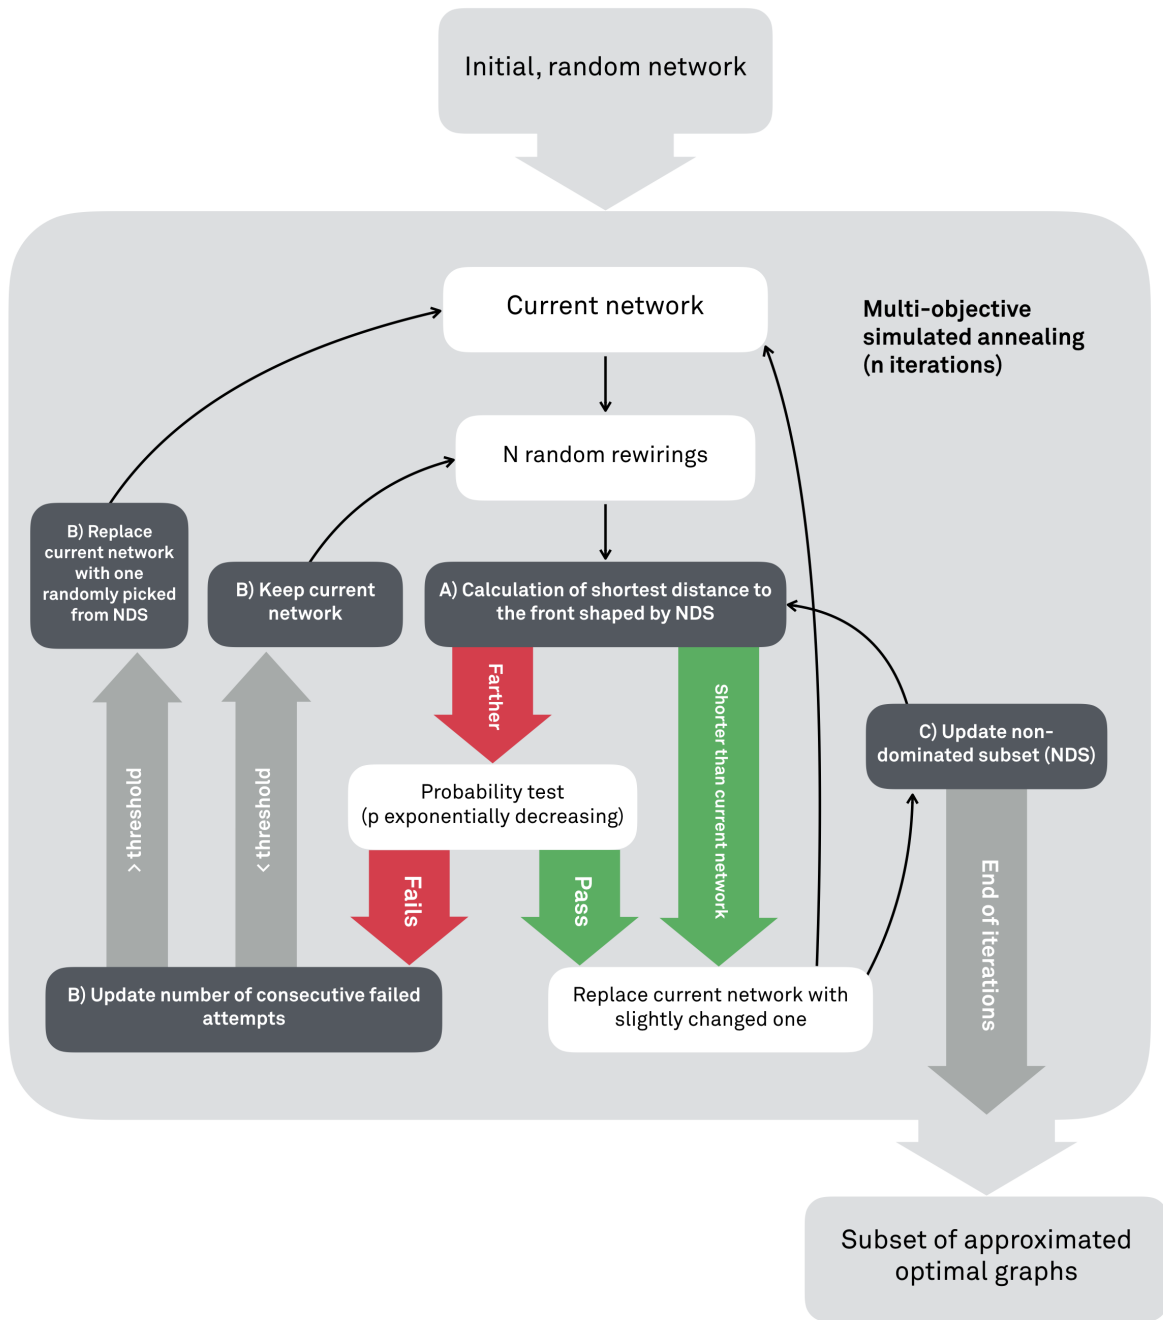 Initial, random network
Current network
Multi-objective
simulated annealing
(n iterations)
N random rewirings
B) Replace
current network
with one
randomly picked
from NDS
B) Keep current
network
A) Calculation of shortest distance to
the front shaped by NDS
Farther
Shorter than current network
C) Update non-
dominated subset (NDS)
> threshold
< threshold
Probability test
(p exponentially decreasing)
Fails
Pass
End of iterations
B) Update number of consecutive failed
attempts
Replace current network with
slightly changed one
Subset of approximated
optimal graphs